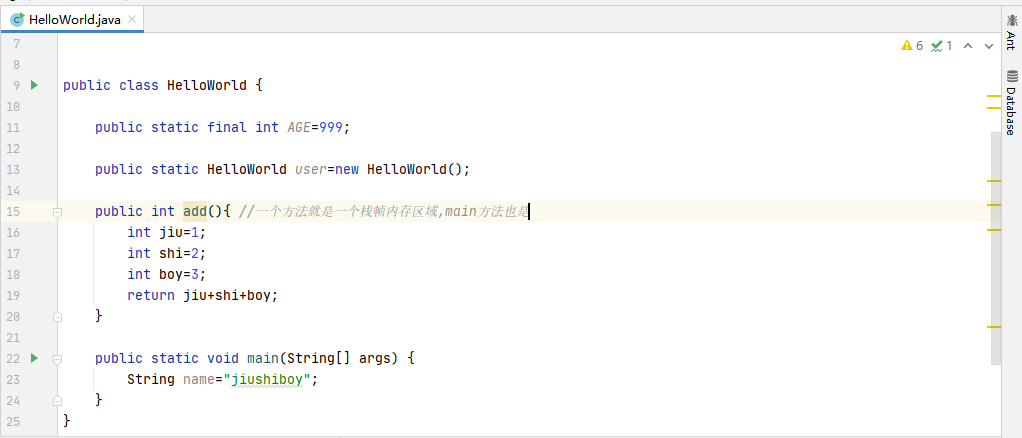 HelloWorld.java
6 1
7
8
9 public class HelloWorld {
10
11 public static final int AGE=999;
12
13 public static HelloWorld user=new HelloWorld();
14
15 public int add(){ //一个方法就是一个栈帧内存区域,main方法也是
16 int jiu=1;
17 int shi=2;
18 int boy=3;
19 return jiu+shi+boy;
20 }
21
22 public static void main(String[] args) {
23 String name="jiushiboy";
24 }
25 }
Ant
Database